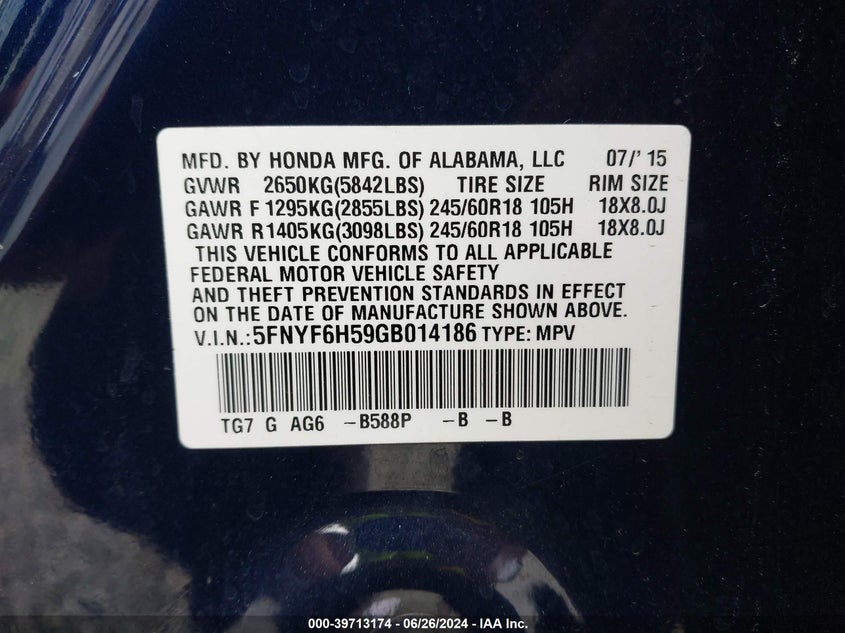 MFD. BY HONDA MFG. OF ALABAMA, LLC 07/'15
GVWR 2650KG(5842LBS) TIRE SIZE RIM SIZE
GAWR F 1295KG(2855LBS) 245/60R18 105H 18X8.0J
GAWR R1405KG(3098LBS) 245/60R18 105H 18X8.0J
THIS VEHICLE CONFORMS TO ALL APPLICABLE
FEDERAL MOTOR VEHICLE SAFETY
AND THEFT PREVENTION STANDARDS IN EFFECT
ON THE DATE OF MANUFACTURE SHOWN ABOVE.
V.I.N.:5FNYF6H59GB014186 TYPE: MPV
TG7 G AG6 -B588P -B -B
000-39713174 - 06/26/2024 - IAA Inc.